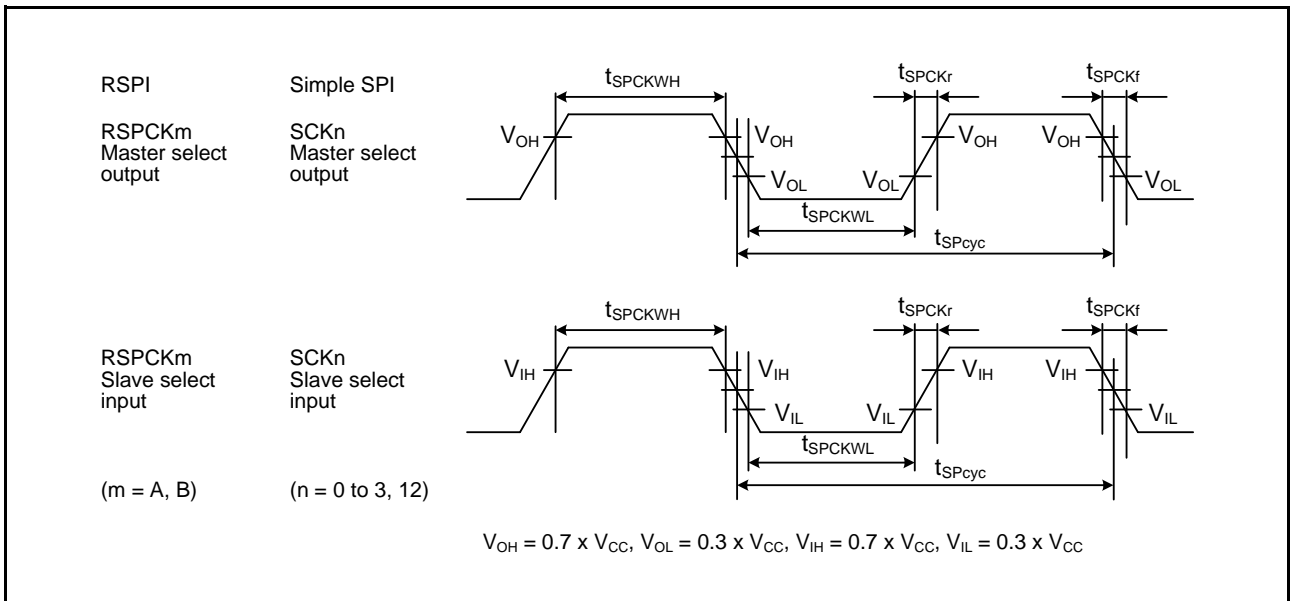 RSPI
Simple SPI
tSPCKWH
tSPCKr
tSPCKf
RSPCKm
Master select
output
SCKn
Master select
output
VOH
VOH
VOH
VOH
VOL
VOL
VOL
tSPCKWL
tSPcyc
tSPCKWH
tSPCKr
tSPCKf
RSPCKm
Slave select
input
SCKn
Slave select
input
VIH
VIH
VIH
VIH
VIL
VIL
VIL
tSPCKWL
tSPcyc
(m = A, B)
(n = 0 to 3, 12)
VOH = 0.7 x VCC, VOL = 0.3 x VCC, VIH = 0.7 x VCC, VIL = 0.3 x VCC